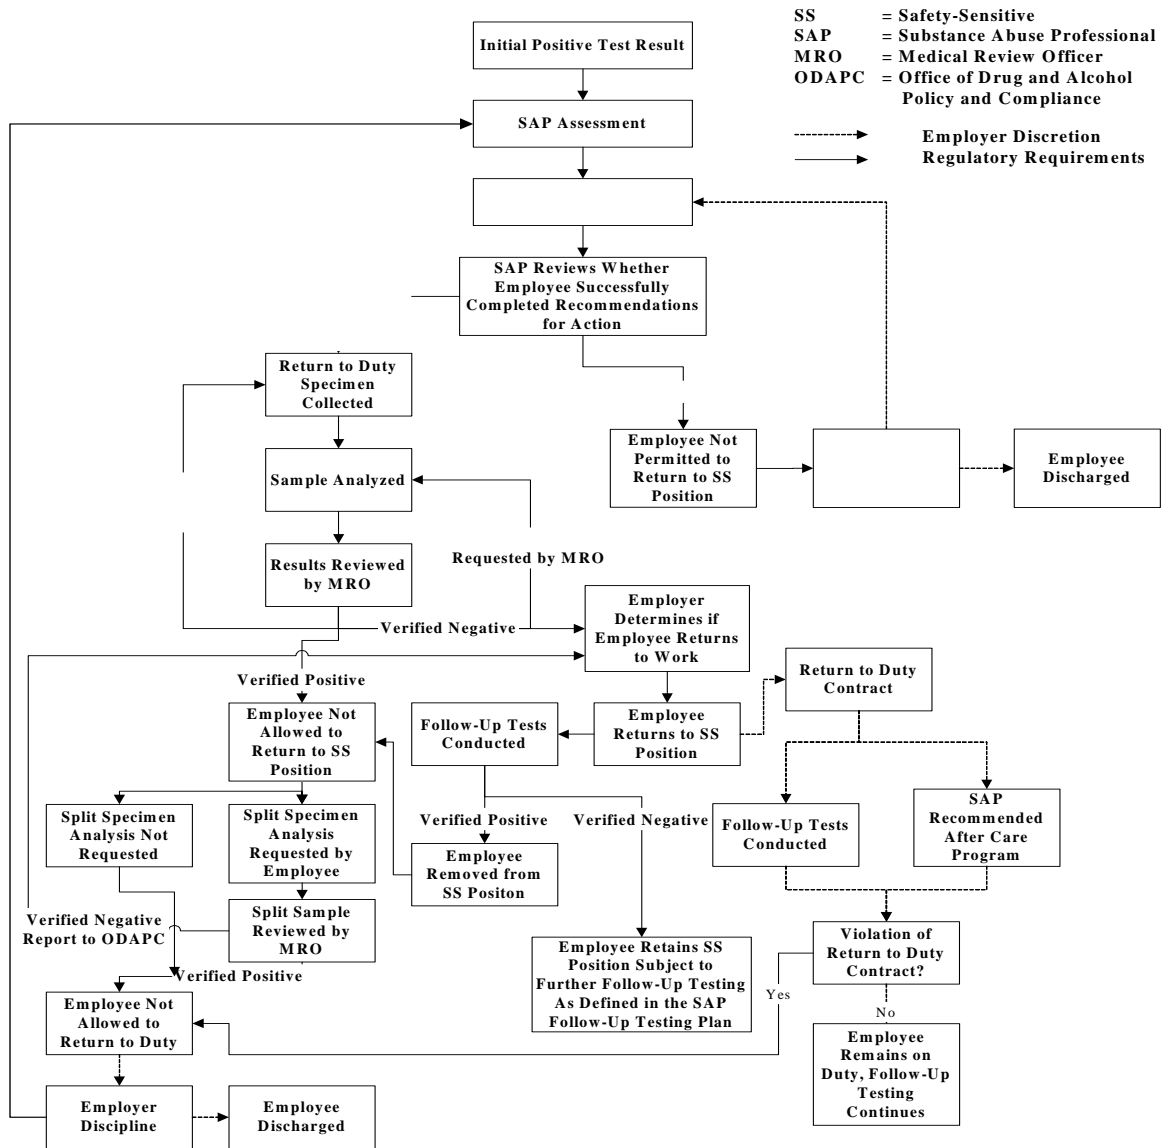 SS = Safety-Sensitive
SAP = Substance Abuse Professional
MRO = Medical Review Officer
ODAPC = Office of Drug and Alcohol
Policy and Compliance
Employer Discretion
Regulatory Requirements
Initial Positive Test Result
SAP Assessment
SAP Reviews Whether
Employee Successfully
Completed Recommendations
for Action
Return to Duty
Specimen
Collected
Employee Not
Permitted to
Return to SS
Position
Employee
Discharged
Sample Analyzed
Requested by MRO
Results Reviewed
by MRO
Verified Negative
Employer
Determines if
Employee Returns
to Work
Return to Duty
Contract
Verified Positive
Employee Not
Allowed to
Return to SS
Position
Follow-Up Tests
Conducted
Employee
Returns to SS
Position
Split Specimen
Analysis Not
Requested
Split Specimen
Analysis
Requested by
Employee
Verified Positive
Verified Negative
Follow-Up Tests
Conducted
SAP
Recommended
After Care
Program
Employee
Removed from
SS Positon
Verified Negative
Report to ODAPC
Split Sample
Reviewed by
MRO
Verified Positive
Employee Retains SS
Position Subject to
Further Follow-Up Testing
As Defined in the SAP
Follow-Up Testing Plan
Violation of
Return to Duty
Contract?
Yes
No
Employee Not
Allowed to
Return to Duty
Employee
Remains on
Duty, Follow-Up
Testing
Continues
Employer
Discipline
Employee
Discharged